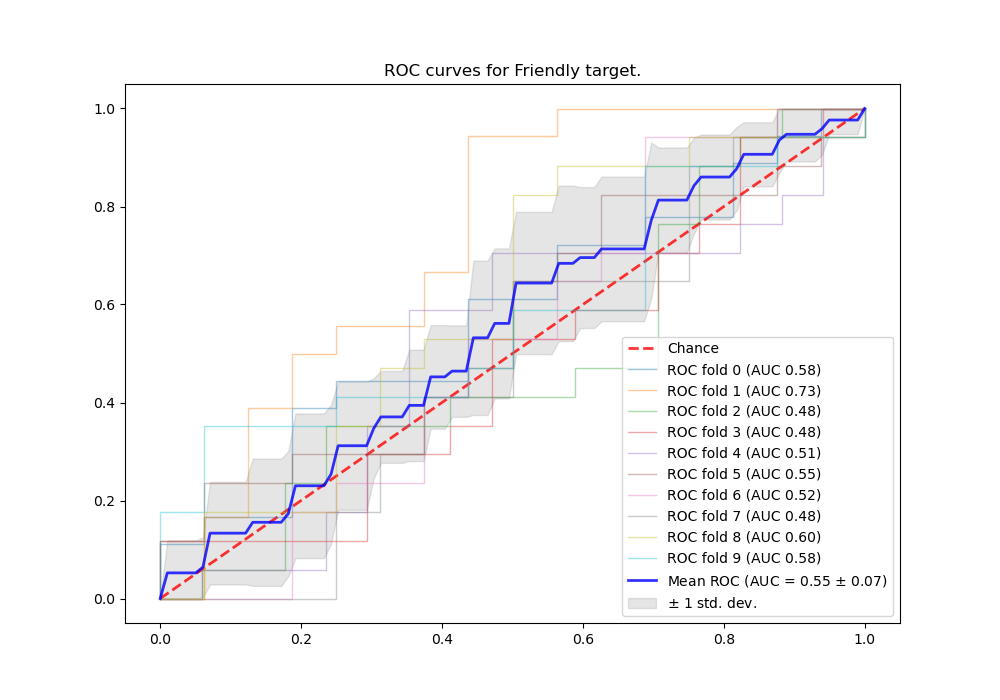 ROC curves for Friendly target.
1.0
0.8
0.6
0.4
0.2
0.0
0.0 0.2 0.4 0.6 0.8 1.0
Chance
ROC fold 0 (AUC 0.58)
ROC fold 1 (AUC 0.73)
ROC fold 2 (AUC 0.48)
ROC fold 3 (AUC 0.48)
ROC fold 4 (AUC 0.51)
ROC fold 5 (AUC 0.55)
ROC fold 6 (AUC 0.52)
ROC fold 7 (AUC 0.48)
ROC fold 8 (AUC 0.60)
ROC fold 9 (AUC 0.58)
Mean ROC (AUC = 0.55 ± 0.07)
± 1 std. dev.